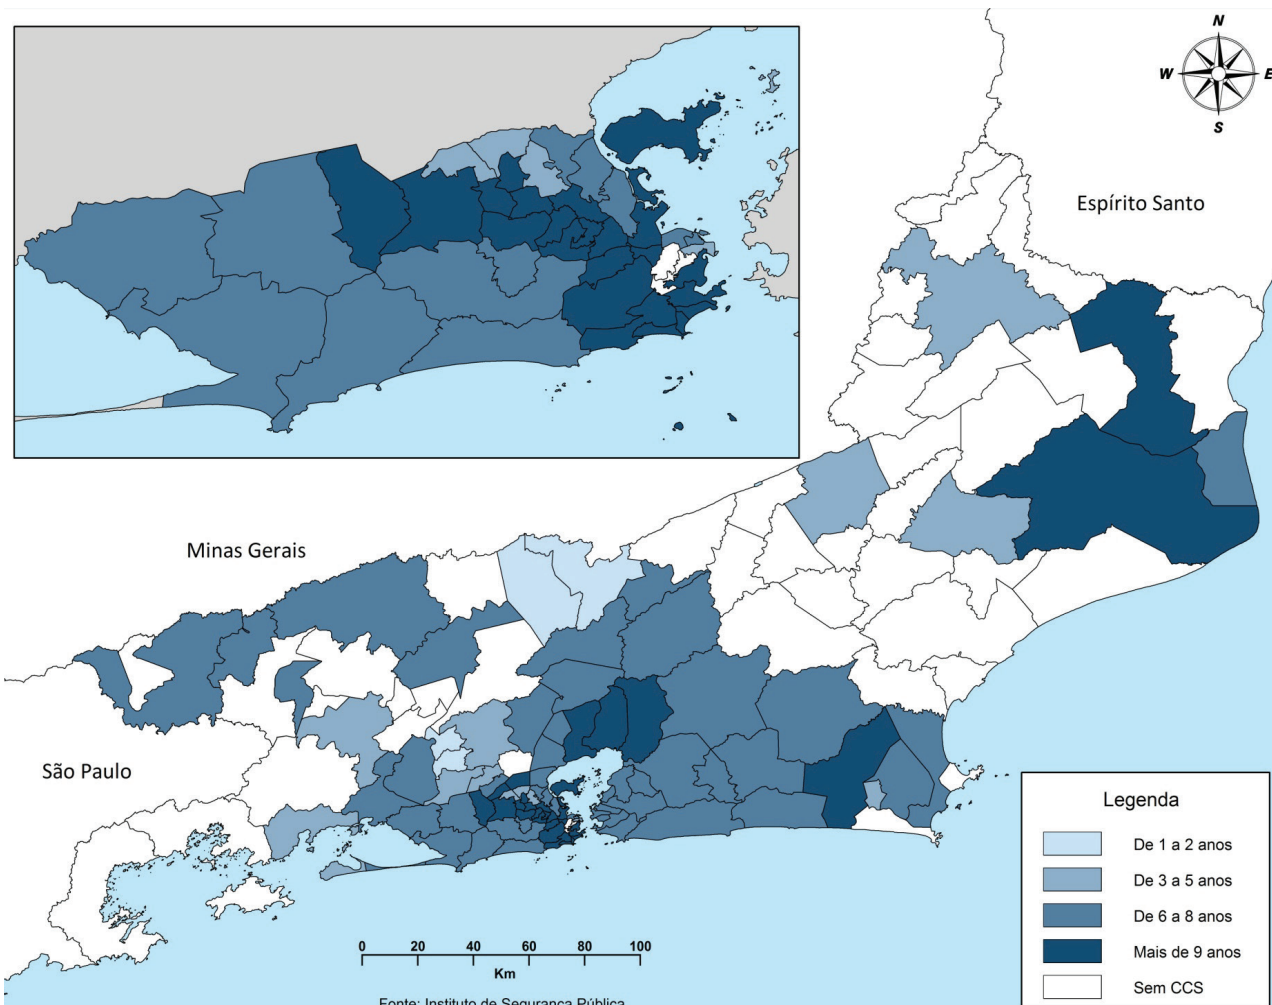 N
W E
S
Espírito Santo
Minas Gerais
São Paulo
Legenda
De 1 a 2 anos
De 3 a 5 anos
De 6 a 8 anos
Mais de 9 anos
Sem CCS
0 20 40 60 80 100
Km
Fonte: Instituto de Segurança Pública